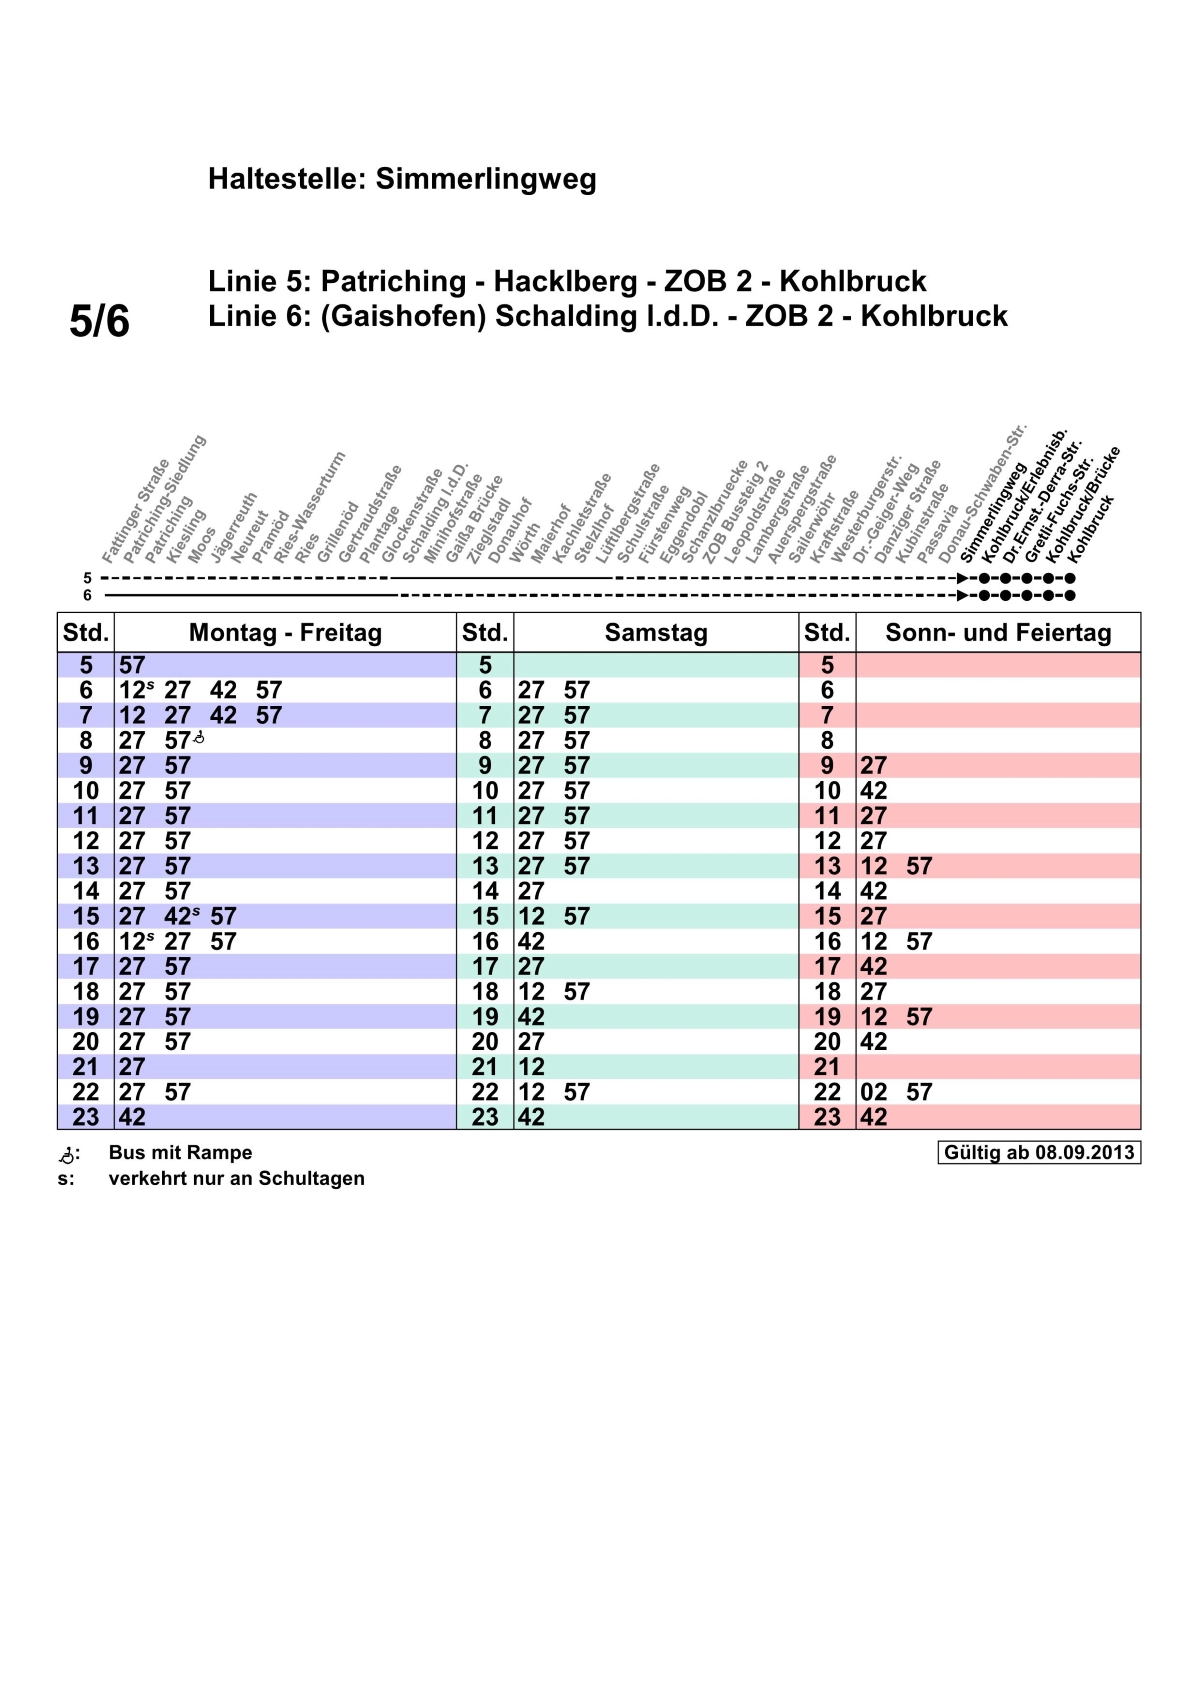 Haltestelle: Simmerlingweg
Linie 5: Patriching - Hacklberg - ZOB 2 - Kohlbruck
5/6
Linie 6: (Gaishofen) Schalding l.d.D. - ZOB 2 - Kohlbruck
Fattinger Straße
Patriching-Siedlung
Patriching
Kiesling
Moos
Jägerreuth
Neureut
Pramöd
Ries-Wasserturm
Ries
Grillenöd
Gertraudstraße
Plantage
Glockenstraße
Schalding l.d.D.
Minihofstraße
Gaißa Brücke
Zieglstadl
Donauhof
Wörth
Maierhof
Kachletstraße
Stelzlhof
Lüftlbergstraße
Schulstraße
Fürstenweg
Eggendobl
Schanzlbruecke
ZOB Bussteig 2
Leopoldstraße
Lambergstraße
Auerspergstraße
Sailerwöhr
Kraftstraße
Westerburgerstr.
Dr.-Geiger-Weg
Danziger Straße
Kubinstraße
Passavia
Donau-Schwaben-Str.
Simmerlingweg
Kohlbruck/Erlebnisb.
Dr.Ernst.-Derra-Str.
Gretli-Fuchs-Str.
Kohlbruck/Brücke
Kohlbruck
5
6
Std. Montag - Freitag Std. Samstag Std. Sonn- und Feiertag
5 57 5 5
6 12s 27 42 57 6 27 57 6
7 12 27 42 57 7 27 57 7
8 27 57 8 27 57 8
9 27 57 9 27 57 9 27
10 27 57 10 27 57 10 42
11 27 57 11 27 57 11 27
12 27 57 12 27 57 12 27
13 27 57 13 27 57 13 12 57
14 27 57 14 27 14 42
15 27 42s 57 15 12 57 15 27
16 12s 27 57 16 42 16 12 57
17 27 57 17 27 17 42
18 27 57 18 12 57 18 27
19 27 57 19 42 19 12 57
20 27 57 20 27 20 42
21 27 21 12 21
22 27 57 22 12 57 22 02 57
23 42 23 42 23 42
: Bus mit Rampe Gültig ab 08.09.2013
s: verkehrt nur an Schultagen